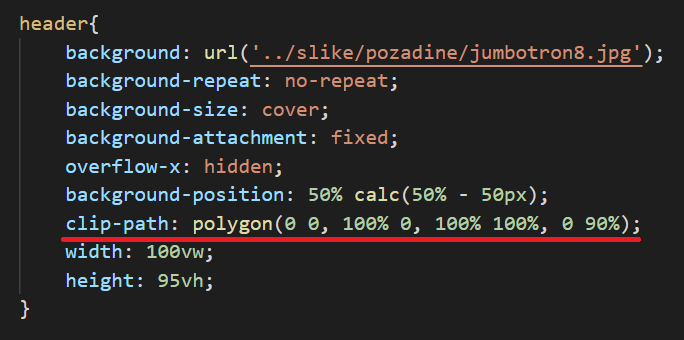 header{
background: url('../slike/pozadine/jumbotron8.jpg');
background-repeat: no-repeat;
background-size: cover;
background-attachment: fixed;
overflow-x: hidden;
background-position: 50% calc(50% - 50px);
clip-path: polygon(0 0, 100% 0, 100% 100%, 0 90%);
width: 100vw;
height: 95vh;
}